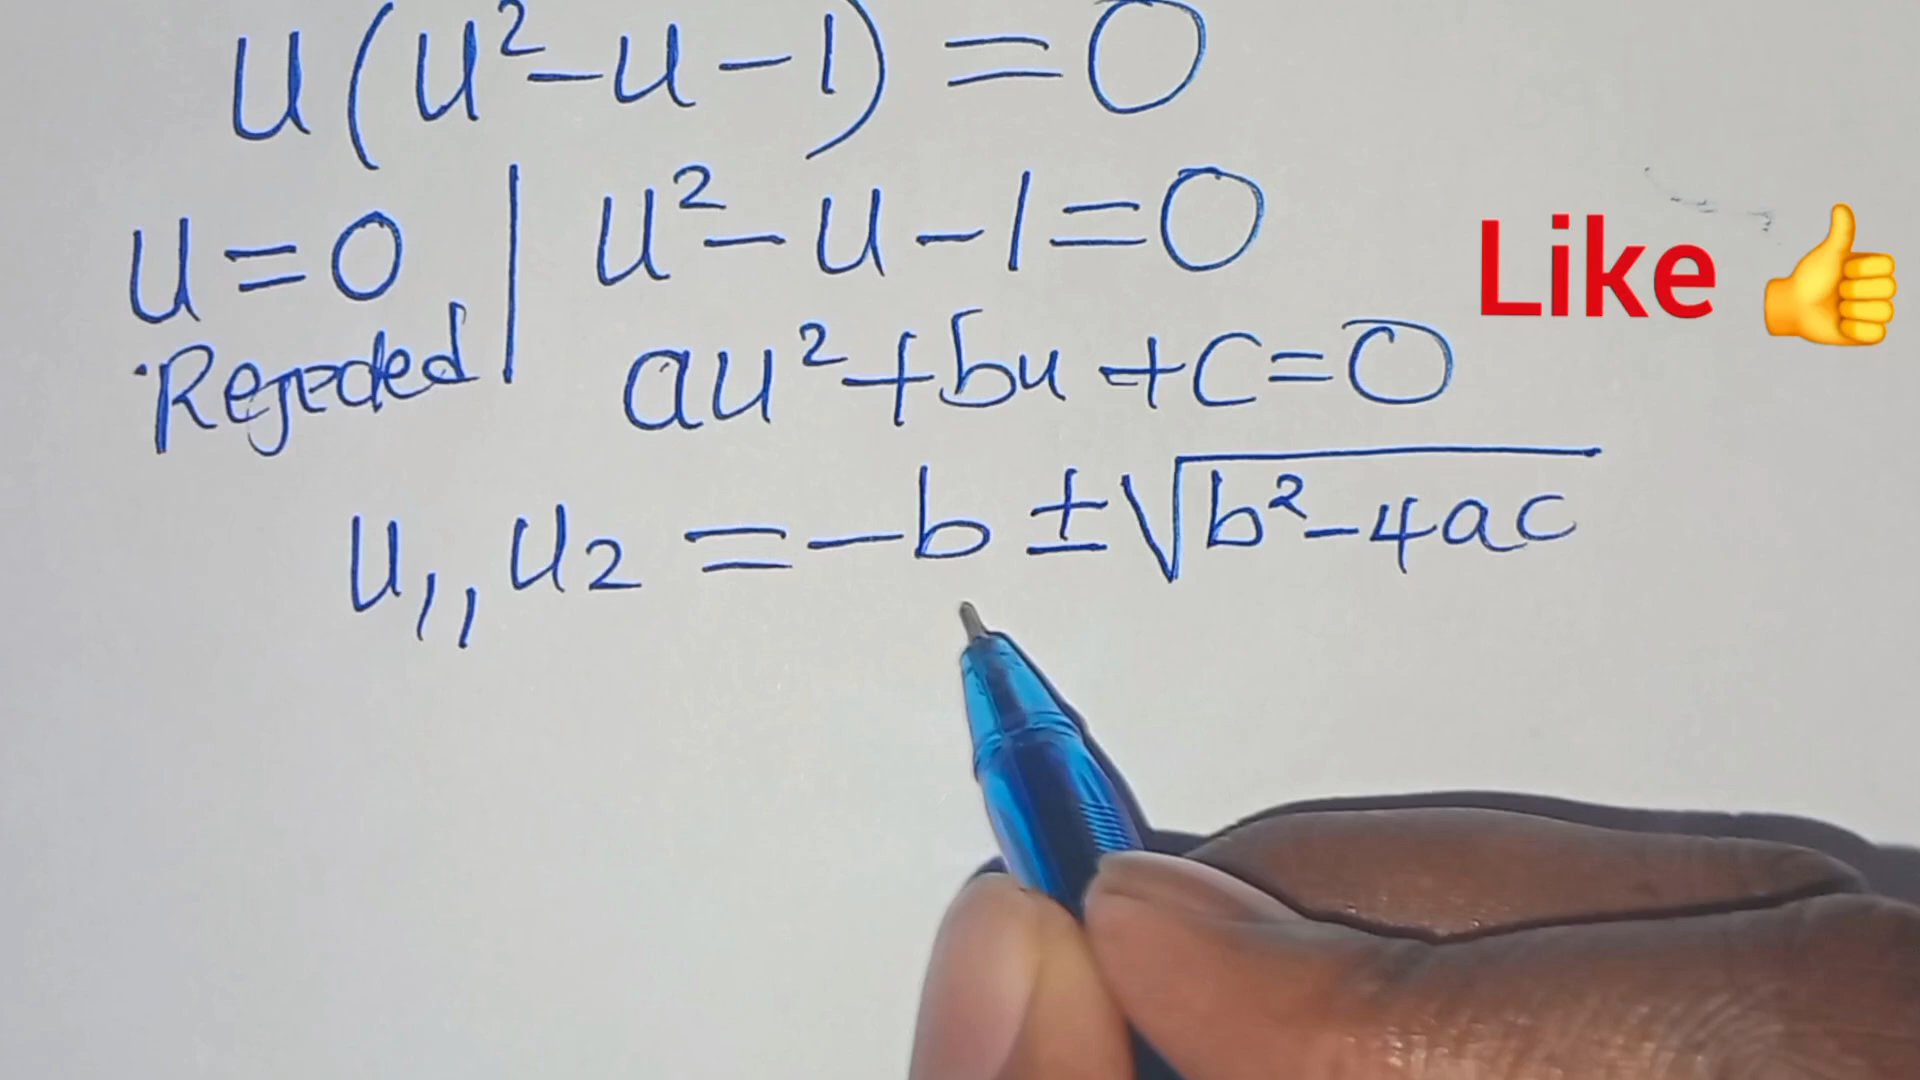 u(u²-u-1)=0
u=0 | u²-u-1=0
Like 👍
Rejected au²+bu+c=0
u₁,u₂ = -b ± √b²-4ac